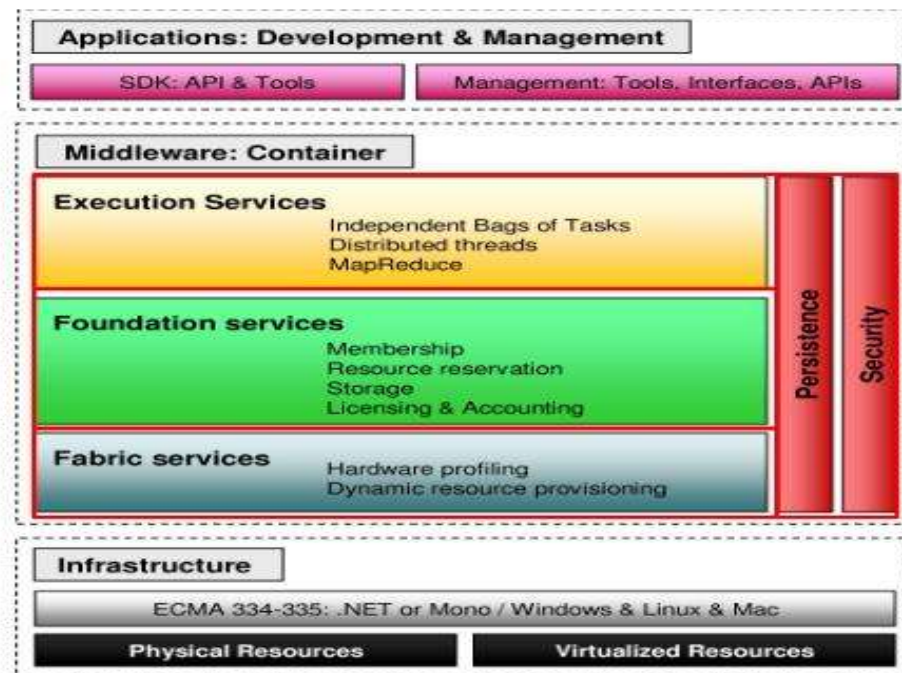 Applications: Development & Management
SDK: API & Tools
Management: Tools, Interfaces, APIs
Middleware: Container
Execution Services
Independent Bags of Tasks
Distributed threads
MapReduce
Foundation services
Membership
Resource reservation
Storage
Licensing & Accounting
Fabric services
Hardware profiling
Dynamic resource provisioning
Persistence
Security
Infrastructure
ECMA 334-335: .NET or Mono / Windows & Linux & Mac
Physical Resources
Virtualized Resources